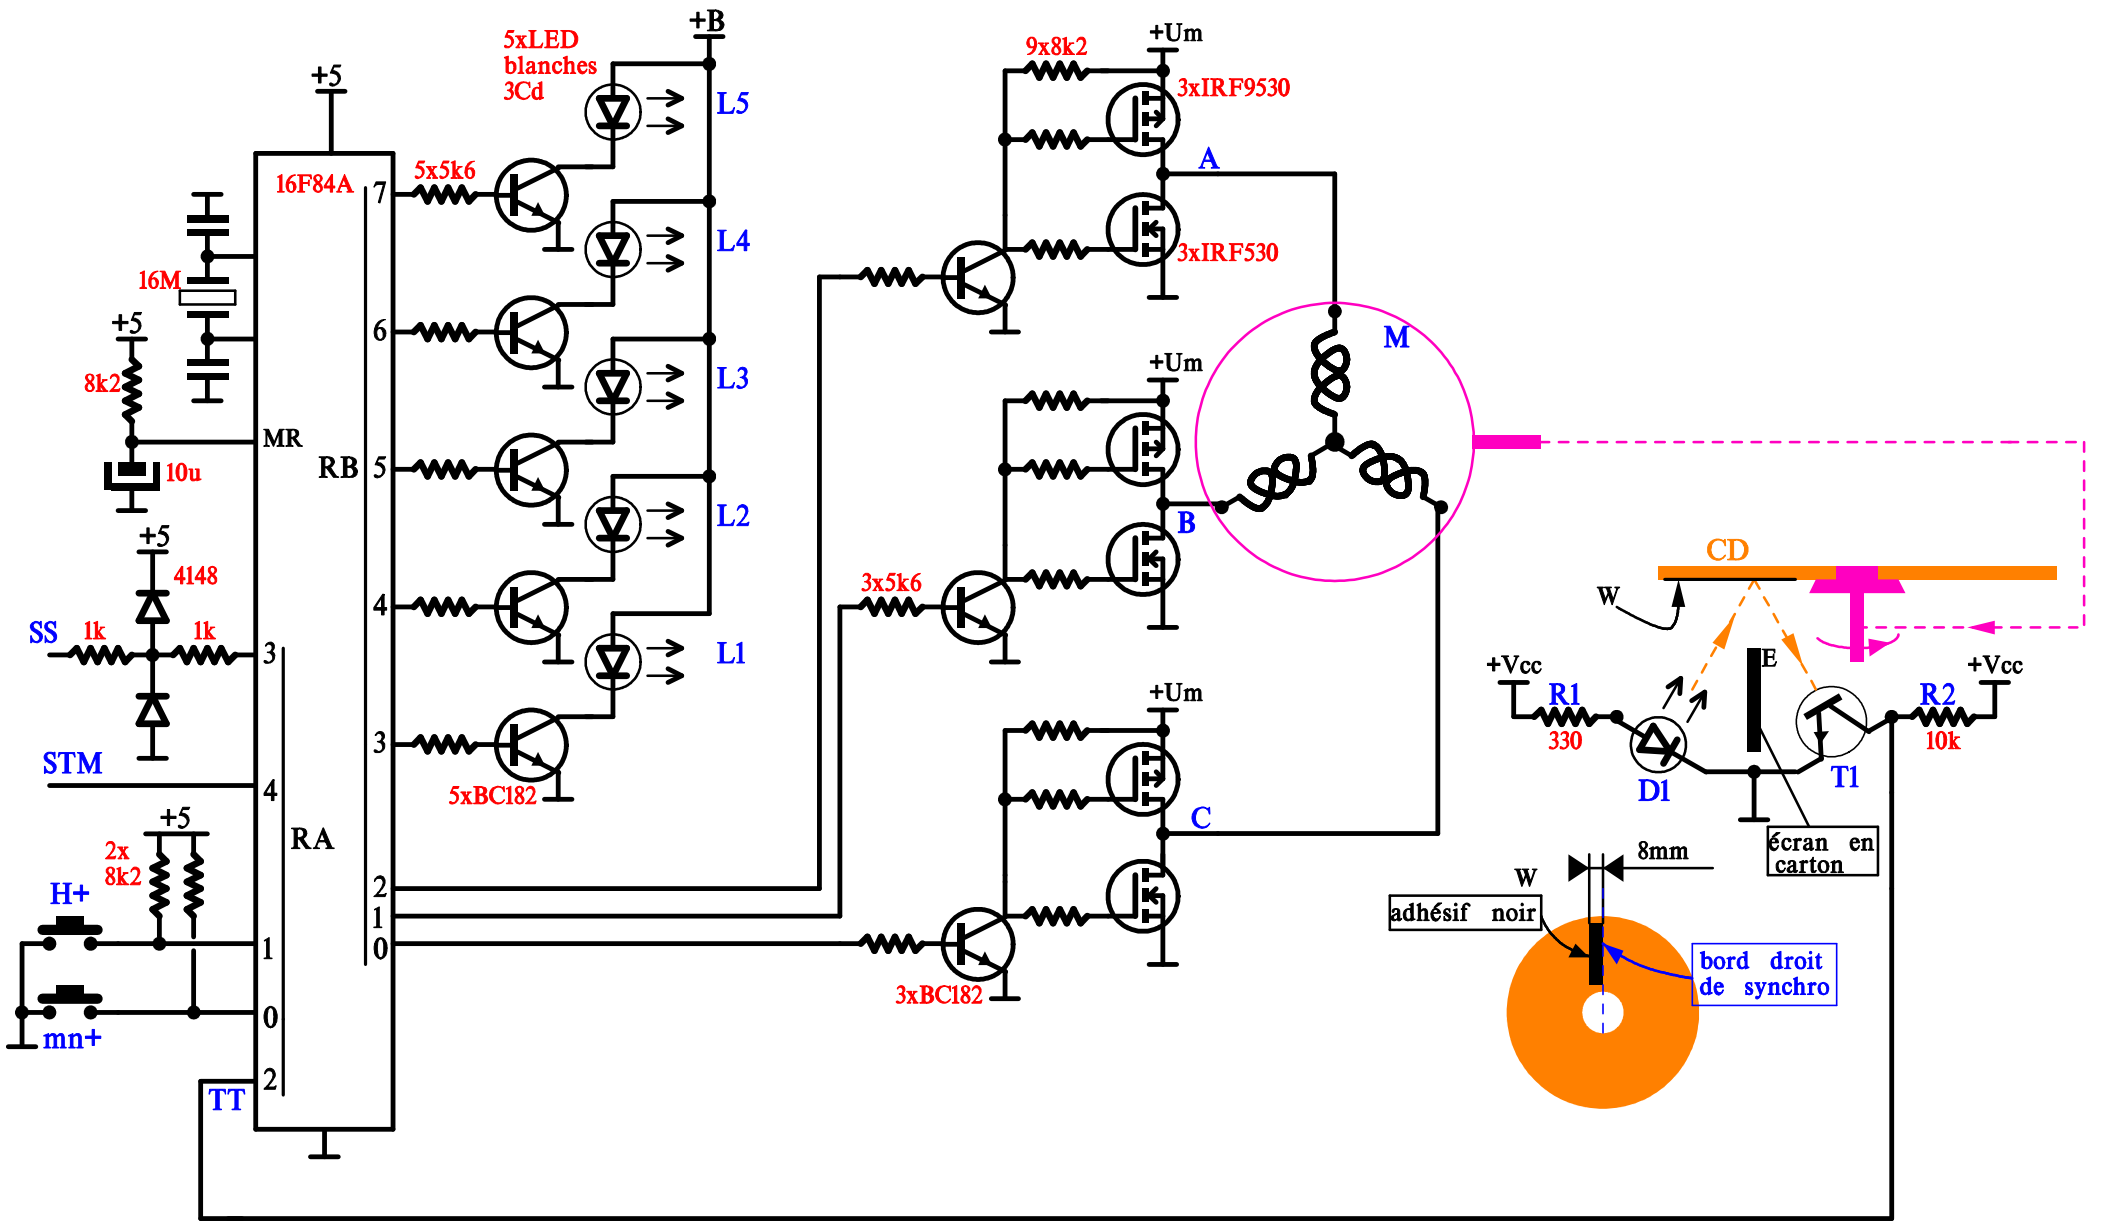 +B
5xLED
blanches
3Cd
+5
L5
16F84A
5x5k6
7
L4
16M
+5
6
8k2
L3
MR
RB
5
10u
L2
+5
4148
4
SS
1k
1k
3
L1
STM
3
4
5xBC182
+5
RA
2x
8k2
H+
2
1
0
1
0
mn+
2
TT
+Um
9x8k2
3xIRF9530
A
3xIRF530
M
+Um
B
3x5k6
+Um
C
3xBC182
CD
W
E
+Vcc
+Vcc
R1
R2
330
10k
D1
T1
écran en
carton
8mm
W
adhésif noir
bord droit
de synchro